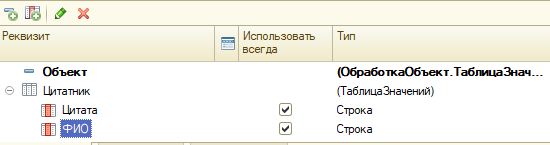 Реквизит Использовать всегда Тип
Объект (ОбработкаОбъект.ТаблицаЗнач...
Цитатник (ТаблицаЗначений)
Цитата Строка
ФИО Строка